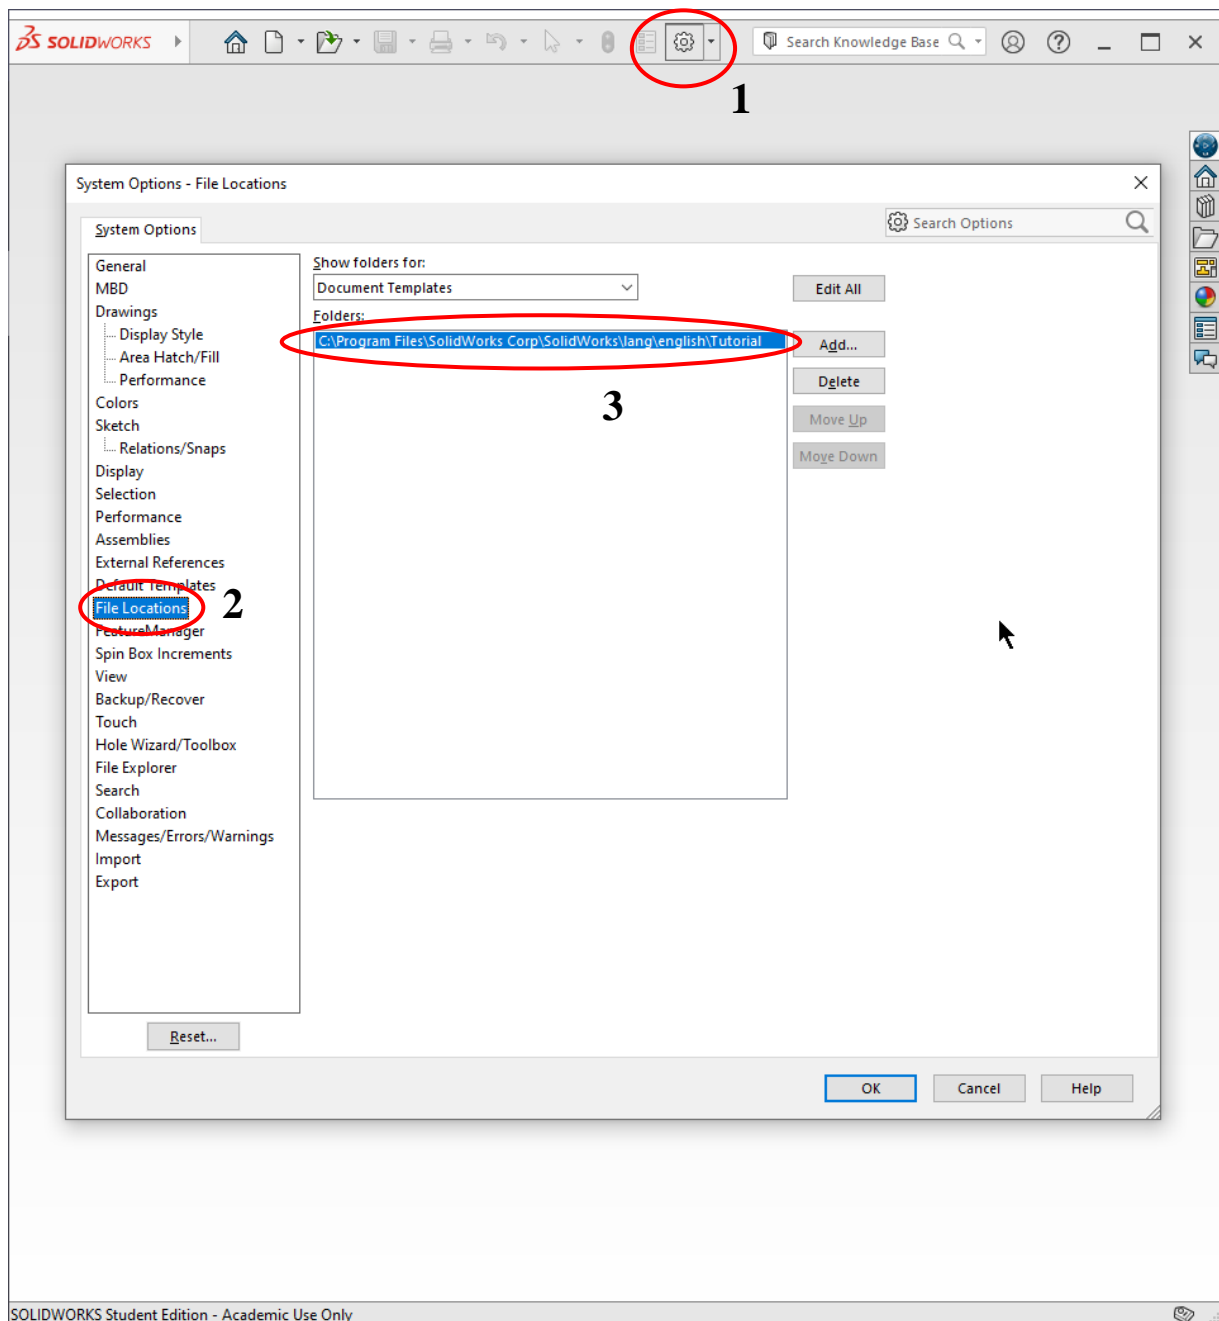 SOLIDWORKS
Search Knowledge Base
1
System Options - File Locations
System Options
Search Options
General
MBD
Drawings
Display Style
Area Hatch/Fill
Performance
Colors
Sketch
Relations/Snaps
Display
Selection
Performance
Assemblies
External References
Default Templates
File Locations
2
FeatureManager
Spin Box Increments
View
Backup/Recover
Touch
Hole Wizard/Toolbox
File Explorer
Search
Collaboration
Messages/Errors/Warnings
Import
Export
Reset...
Show folders for:
Document Templates
Folders:
C:\Program Files\SolidWorks Corp\SolidWorks\lang\english\Tutorial
3
Edit All
Add...
Delete
Move Up
Move Down
OK
Cancel
Help
SOLIDWORKS Student Edition - Academic Use Only